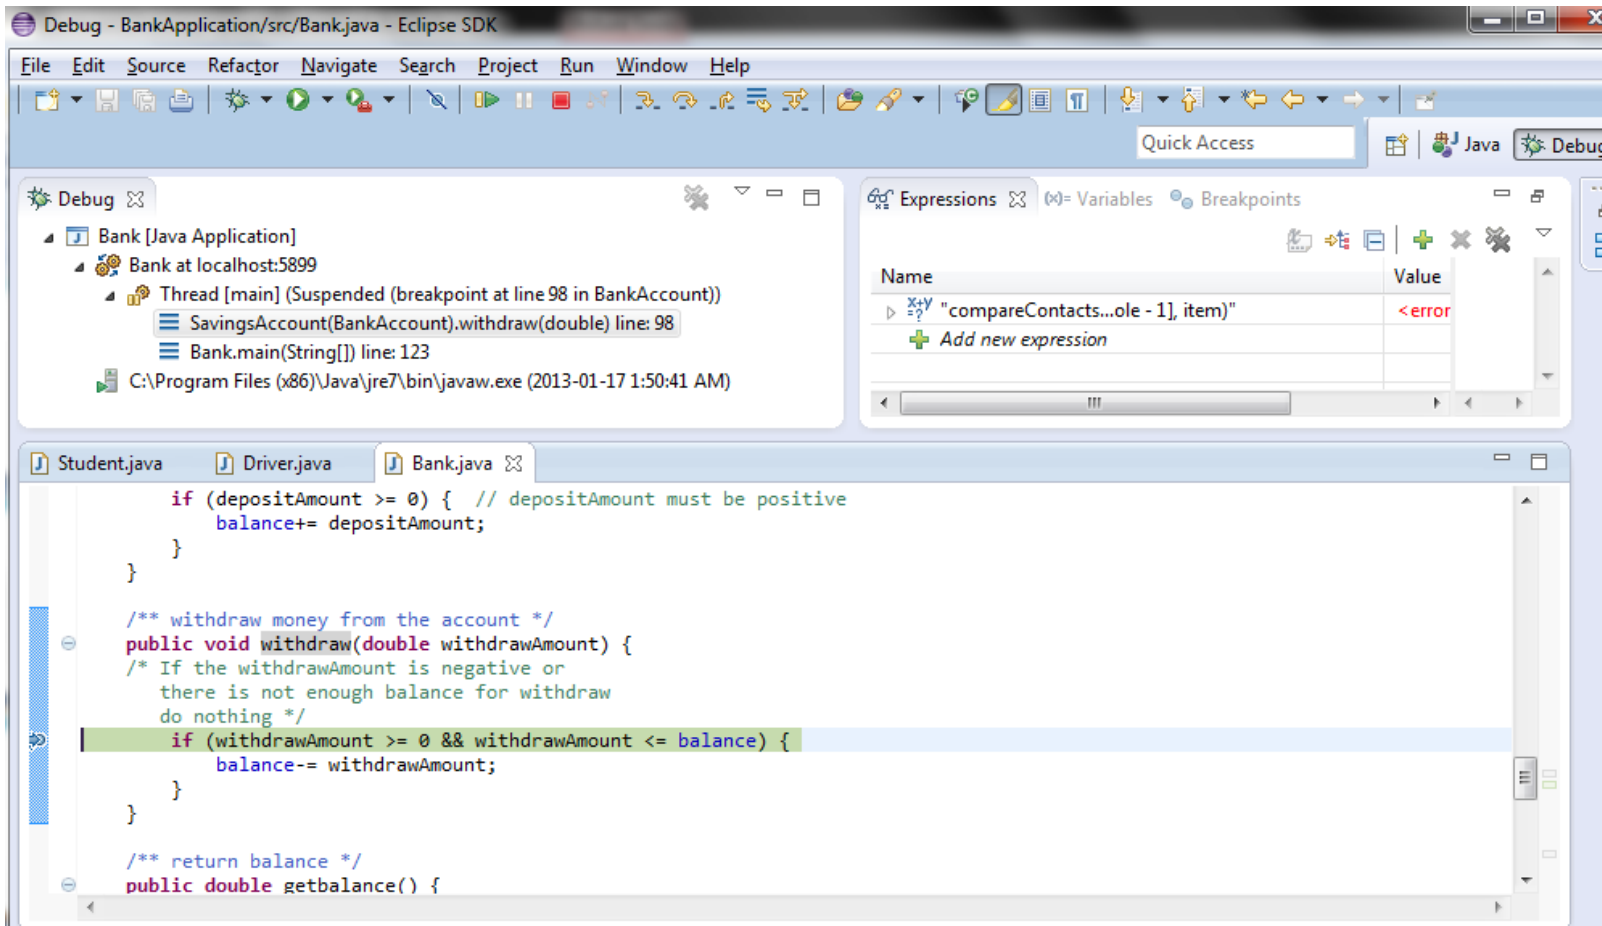 Debug - BankApplication/src/Bank.java - Eclipse SDK
File Edit Source Refactor Navigate Search Project Run Window Help
Quick Access
Java
Debug
Debug
Expressions (x)= Variables Breakpoints
Bank [Java Application]
Bank at localhost:5899
Thread [main] (Suspended (breakpoint at line 98 in BankAccount))
SavingsAccount(BankAccount).withdraw(double) line: 98
Bank.main(String[]) line: 123
C:\Program Files (x86)\Java\jre7\bin\javaw.exe (2013-01-17 1:50:41 AM)
Name Value
"compareContacts...ole - 1], item)" <error
Add new expression
Student.java Driver.java Bank.java
if (depositAmount >= 0) { // depositAmount must be positive
balance+= depositAmount;
}
}
/** withdraw money from the account */
public void withdraw(double withdrawAmount) {
/* If the withdrawAmount is negative or
there is not enough balance for withdraw
do nothing */
if (withdrawAmount >= 0 && withdrawAmount <= balance) {
balance-= withdrawAmount;
}
}
/** return balance */
public double getbalance() {